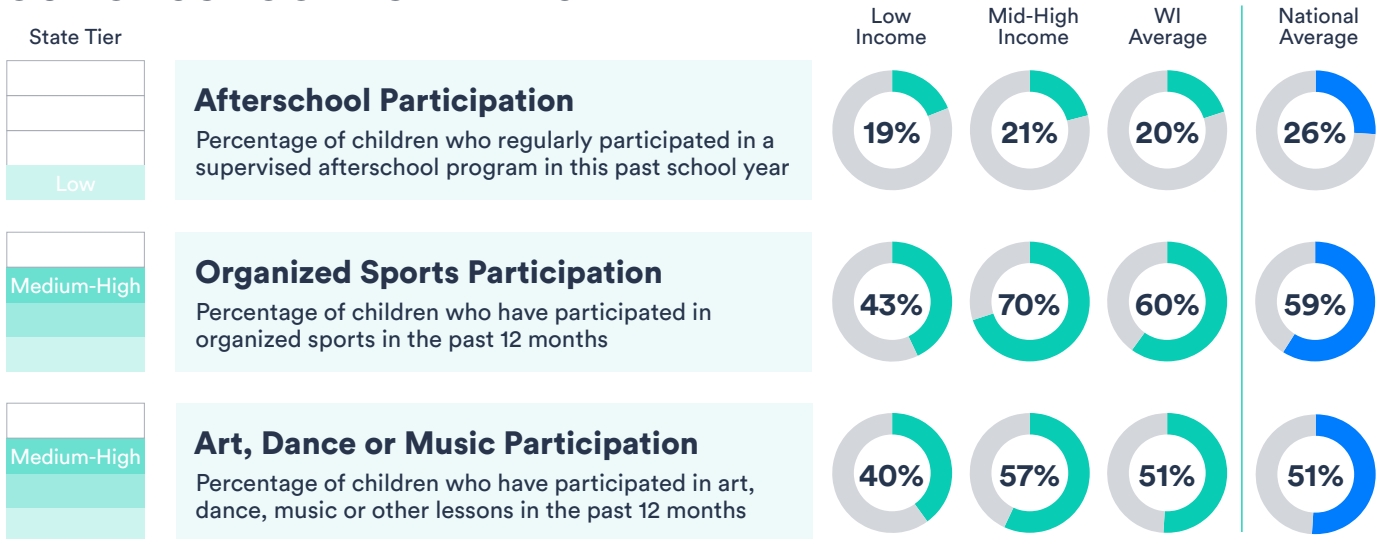 State Tier
Low
Income
Mid-High
Income
WI
Average
National
Average
Low
Afterschool Participation
Percentage of children who regularly participated in a
supervised afterschool program in this past school year
19%
21%
20%
26%
Medium-High
Organized Sports Participation
Percentage of children who have participated in
organized sports in the past 12 months
43%
70%
60%
59%
Medium-High
Art, Dance or Music Participation
Percentage of children who have participated in art,
dance, music or other lessons in the past 12 months
40%
57%
51%
51%